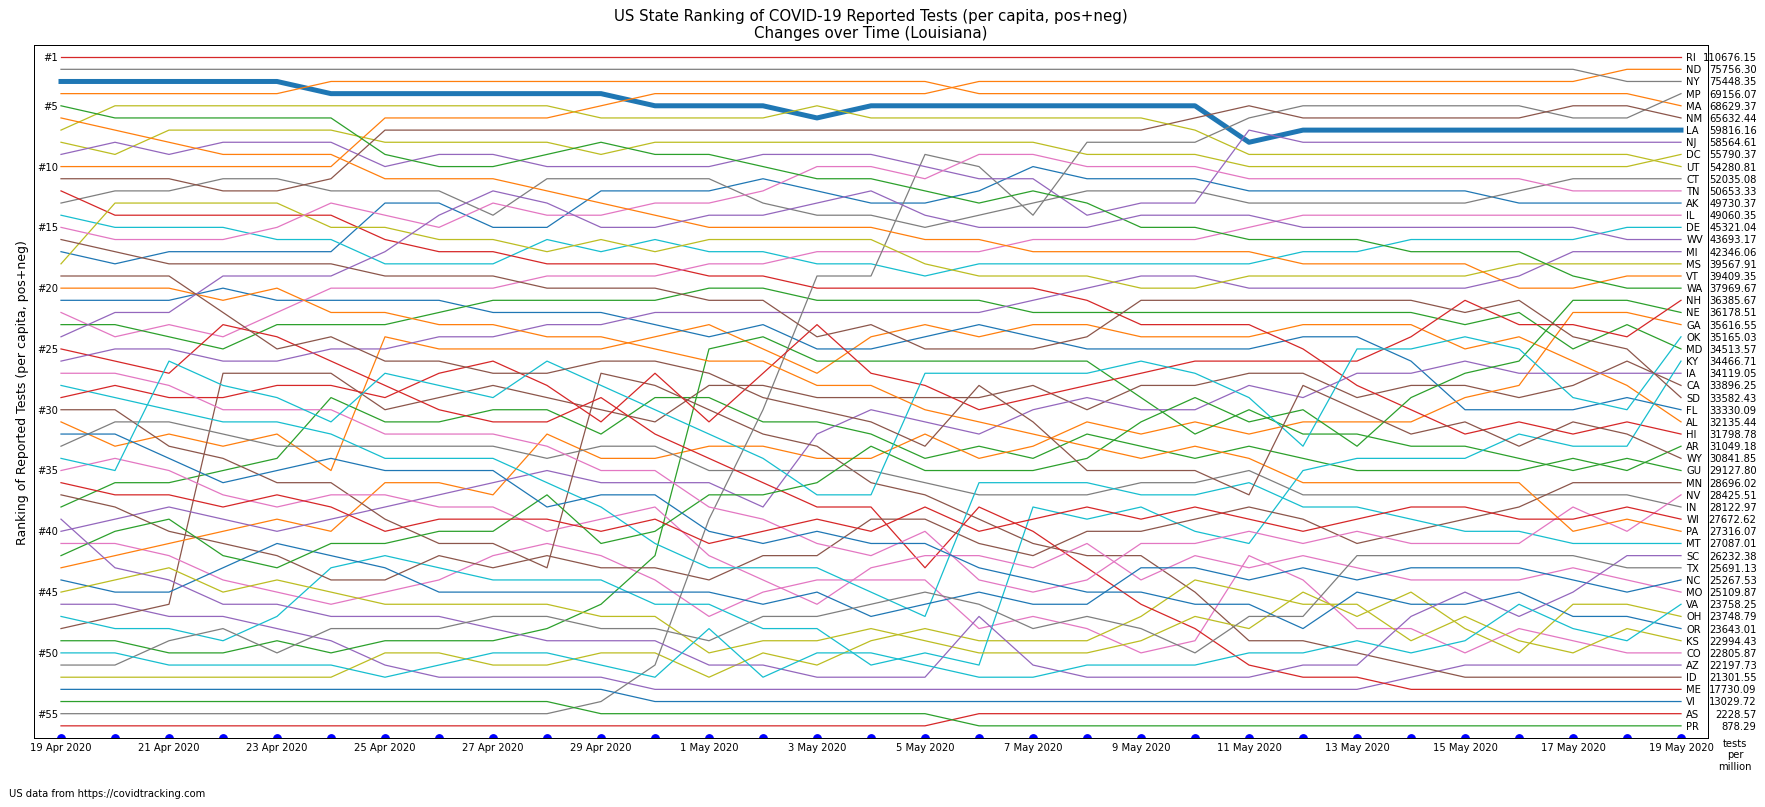 US State Ranking of COVID-19 Reported Tests (per capita, pos+neg)
Changes over Time (Louisiana)
Ranking of Reported Tests (per capita, pos+neg)
#1
#5
#10
#15
#20
#25
#30
#35
#40
#45
#50
#55
RI 110676.15
ND 75756.30
NY 75448.35
MP 69156.07
MA 68629.37
NM 65632.44
LA 59816.16
NJ 58564.61
DC 55790.37
UT 54280.81
CT 52035.08
TN 50653.33
AK 49730.37
IL 49060.35
DE 45321.04
WV 43693.17
MI 42346.06
MS 39567.91
VT 39409.35
WA 37969.67
NH 36385.67
NE 36178.51
GA 35616.55
OK 35165.03
MD 34513.57
KY 34466.71
IA 34119.05
CA 33896.25
SD 33582.43
FL 33330.09
AL 32135.44
HI 31798.78
AR 31049.18
WY 30841.85
GU 29127.80
MN 28696.02
NV 28425.51
IN 28122.97
WI 27672.62
PA 27316.07
MT 27087.01
SC 26232.38
TX 25691.13
NC 25267.53
MO 25109.87
VA 23758.25
OH 23748.79
OR 23643.01
KS 22994.43
CO 22805.87
AZ 22197.73
ID 21301.55
ME 17730.09
VI 13029.72
AS 2228.57
PR 878.29
19 Apr 2020 21 Apr 2020 23 Apr 2020 25 Apr 2020 27 Apr 2020 29 Apr 2020 1 May 2020 3 May 2020 5 May 2020 7 May 2020 9 May 2020 11 May 2020 13 May 2020 15 May 2020 17 May 2020 19 May 2020
tests
per
million
US data from https://covidtracking.com